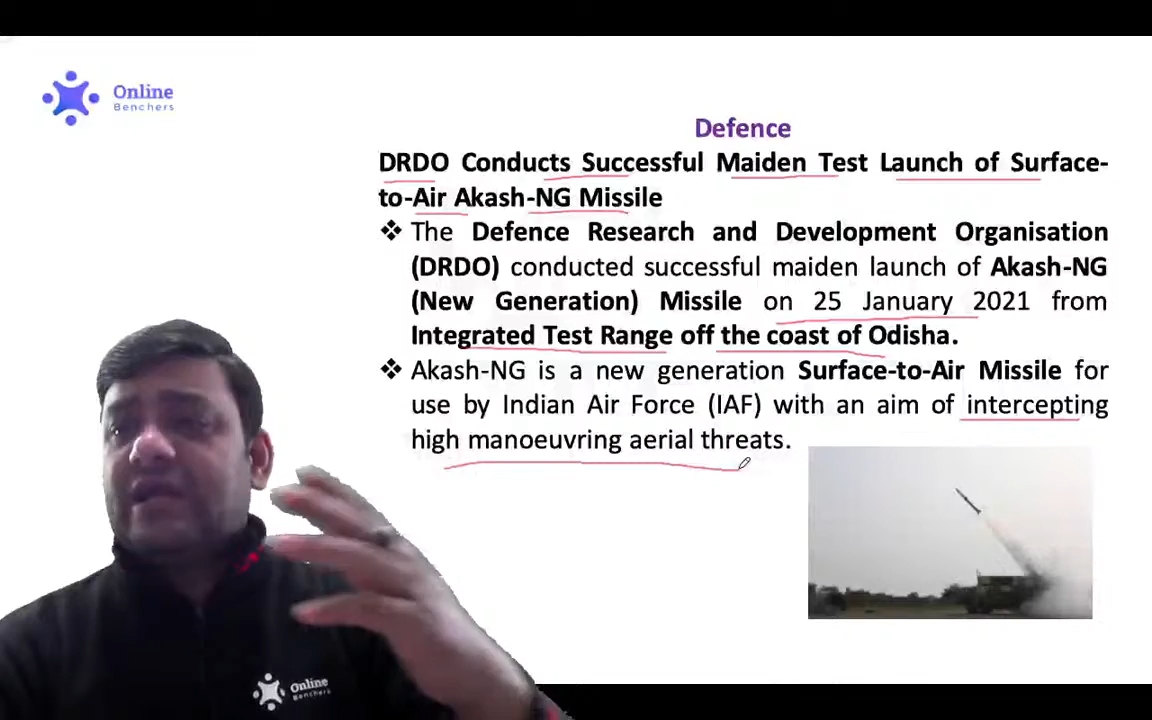 Online
Benchers
Defence
DRDO Conducts Successful Maiden Test Launch of Surface-
to-Air Akash-NG Missile
❖ The Defence Research and Development Organisation
(DRDO) conducted successful maiden launch of Akash-NG
(New Generation) Missile on 25 January 2021 from
Integrated Test Range off the coast of Odisha.
❖ Akash-NG is a new generation Surface-to-Air Missile for
use by Indian Air Force (IAF) with an aim of intercepting
high manoeuvring aerial threats.
Online
Benchers